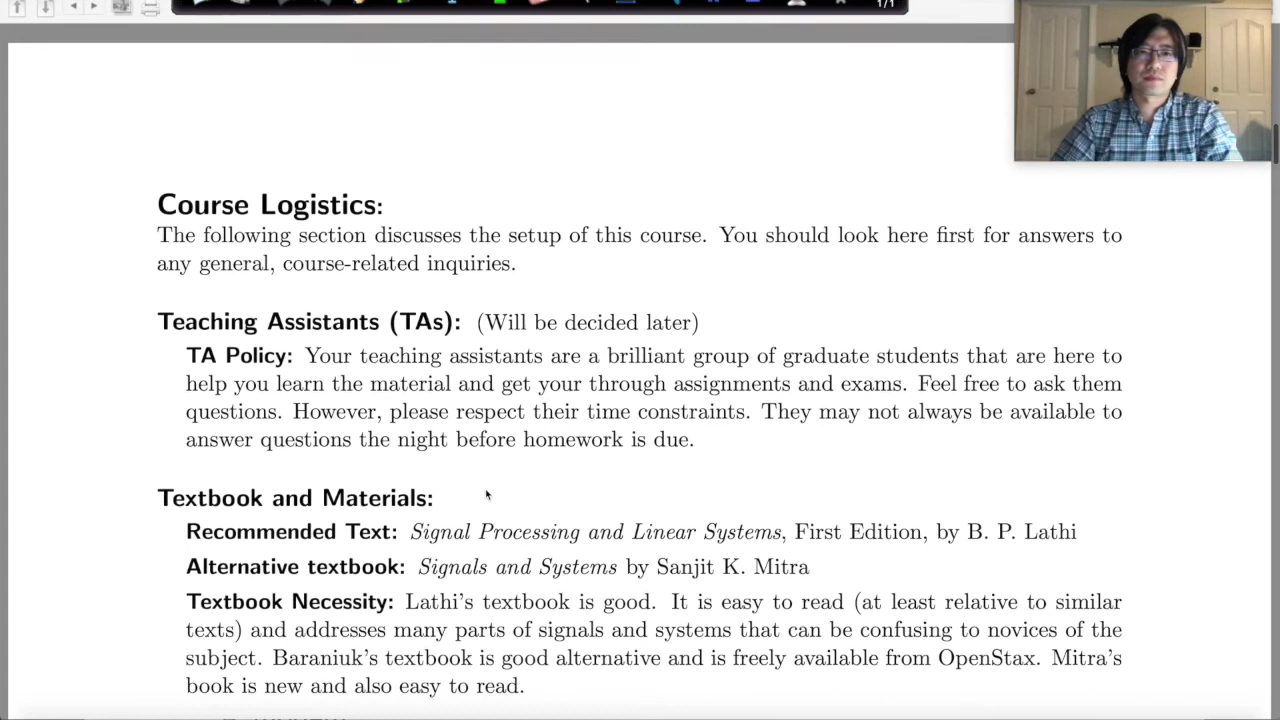 1/1
Course Logistics:
The following section discusses the setup of this course. You should look here first for answers to
any general, course-related inquiries.
Teaching Assistants (TAs): (Will be decided later)
TA Policy: Your teaching assistants are a brilliant group of graduate students that are here to
help you learn the material and get your through assignments and exams. Feel free to ask them
questions. However, please respect their time constraints. They may not always be available to
answer questions the night before homework is due.
Textbook and Materials:
Recommended Text: Signal Processing and Linear Systems, First Edition, by B. P. Lathi
Alternative textbook: Signals and Systems by Sanjit K. Mitra
Textbook Necessity: Lathi's textbook is good. It is easy to read (at least relative to similar
texts) and addresses many parts of signals and systems that can be confusing to novices of the
subject. Baraniuk's textbook is good alternative and is freely available from OpenStax. Mitra's
book is new and also easy to read.